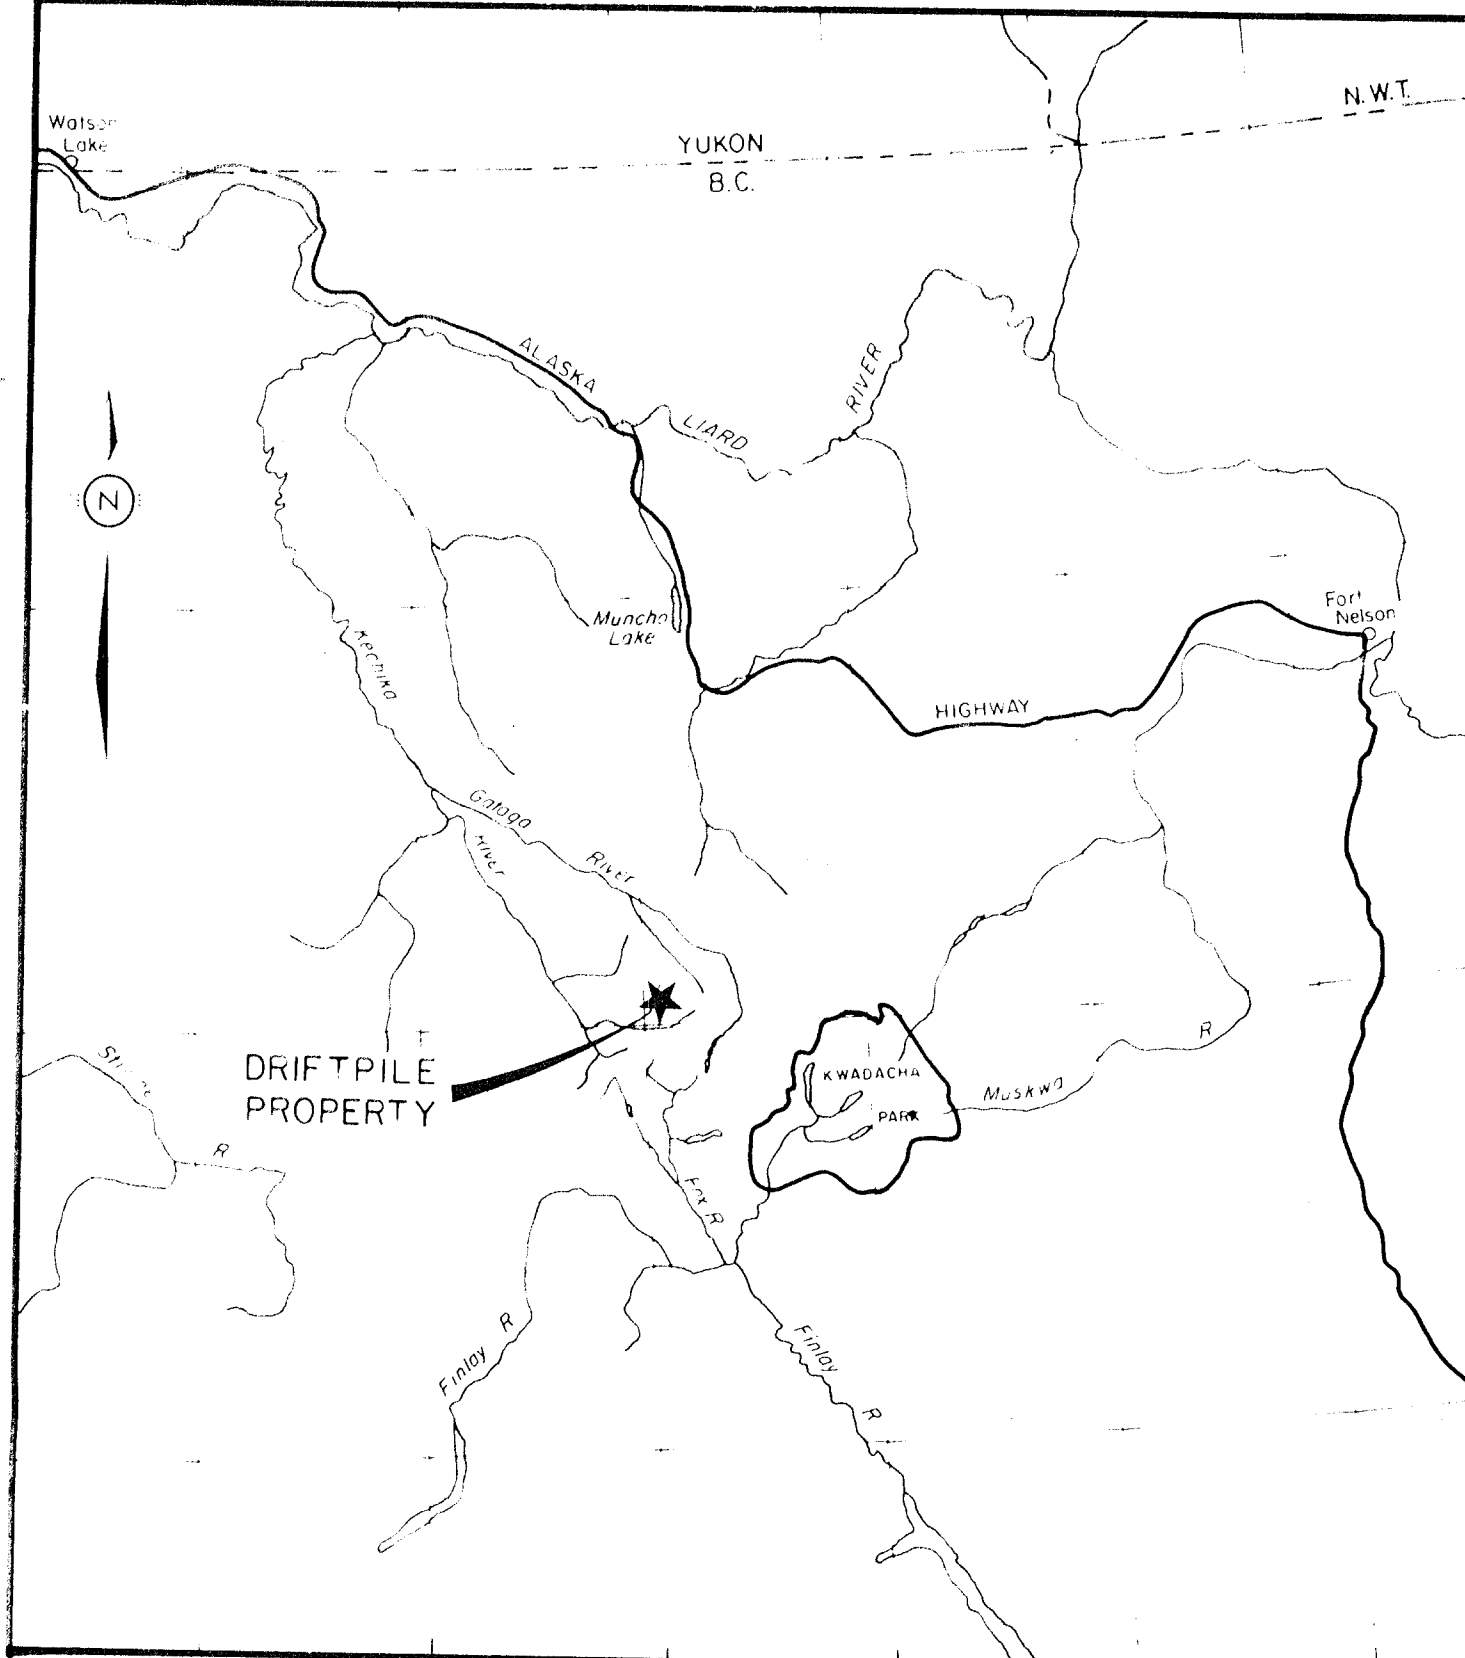 N.W.T.
Watson
Lake
YUKON
B.C.
ALASKA
RIVER
LIARD
N
Muncho
Lake
Fort
Nelson
Kechika
HIGHWAY
Gataga
River
River
DRIFTPILE
PROPERTY
KWADACHA
PARK
Muskwa
R
R
Fox R
Finlay
R
Finlay
R